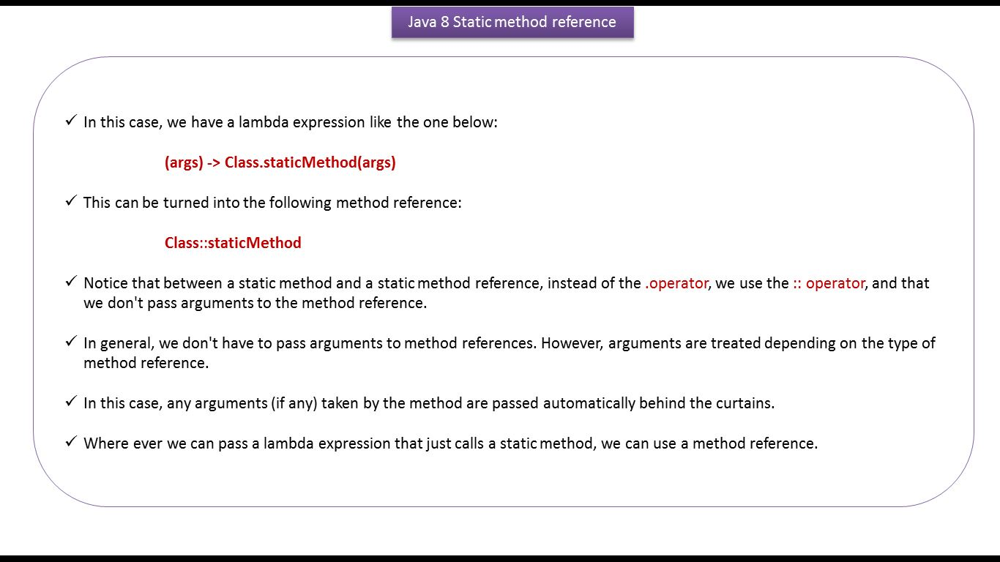 Java 8 Static method reference
✓ In this case, we have a lambda expression like the one below:
(args) -> Class.staticMethod(args)
✓ This can be turned into the following method reference:
Class::staticMethod
✓ Notice that between a static method and a static method reference, instead of the .operator, we use the :: operator, and that
we don't pass arguments to the method reference.
✓ In general, we don't have to pass arguments to method references. However, arguments are treated depending on the type of
method reference.
✓ In this case, any arguments (if any) taken by the method are passed automatically behind the curtains.
✓ Where ever we can pass a lambda expression that just calls a static method, we can use a method reference.